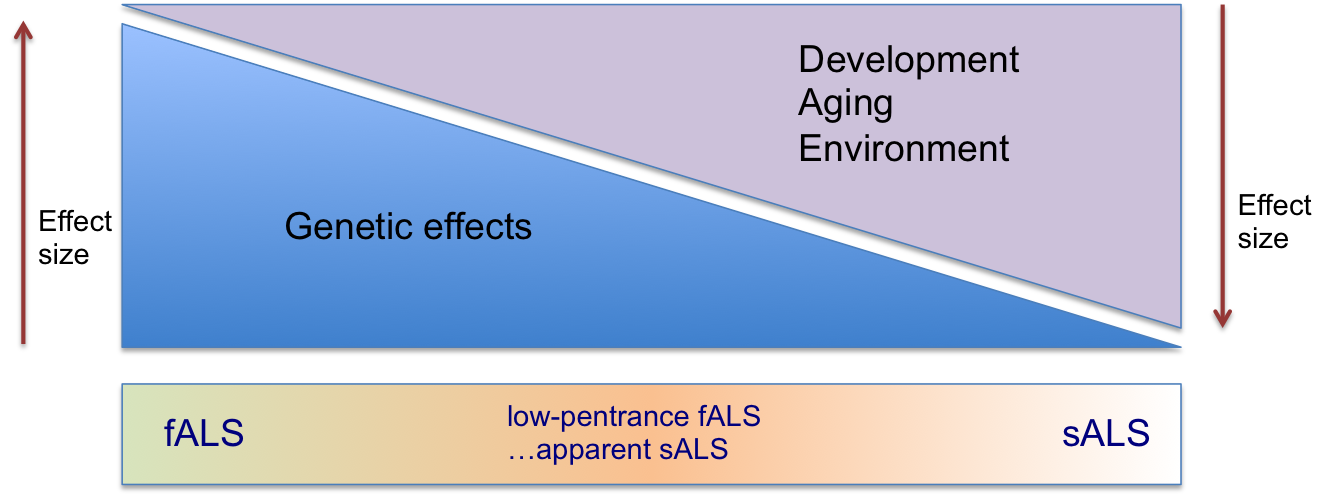 Development
Aging
Environment
Effect
size
Genetic effects
Effect
size
fALS
low-pentrance fALS
…apparent sALS
sALS